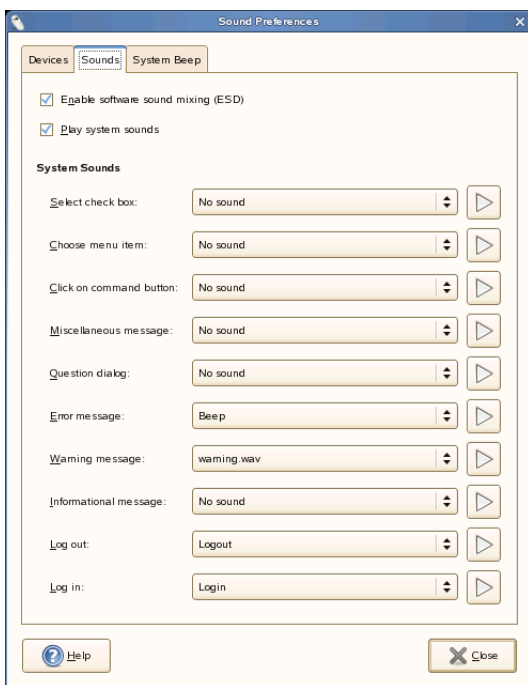 Sound Preferences
Devices Sounds System Beep
Enable software sound mixing (ESD)
Play system sounds
System Sounds
Select check box: No sound
Choose menu item: No sound
Click on command button: No sound
Miscellaneous message: No sound
Question dialog: No sound
Error message: Beep
Warning message: warning.wav
Informational message: No sound
Log out: Logout
Log in: Login
Help Close